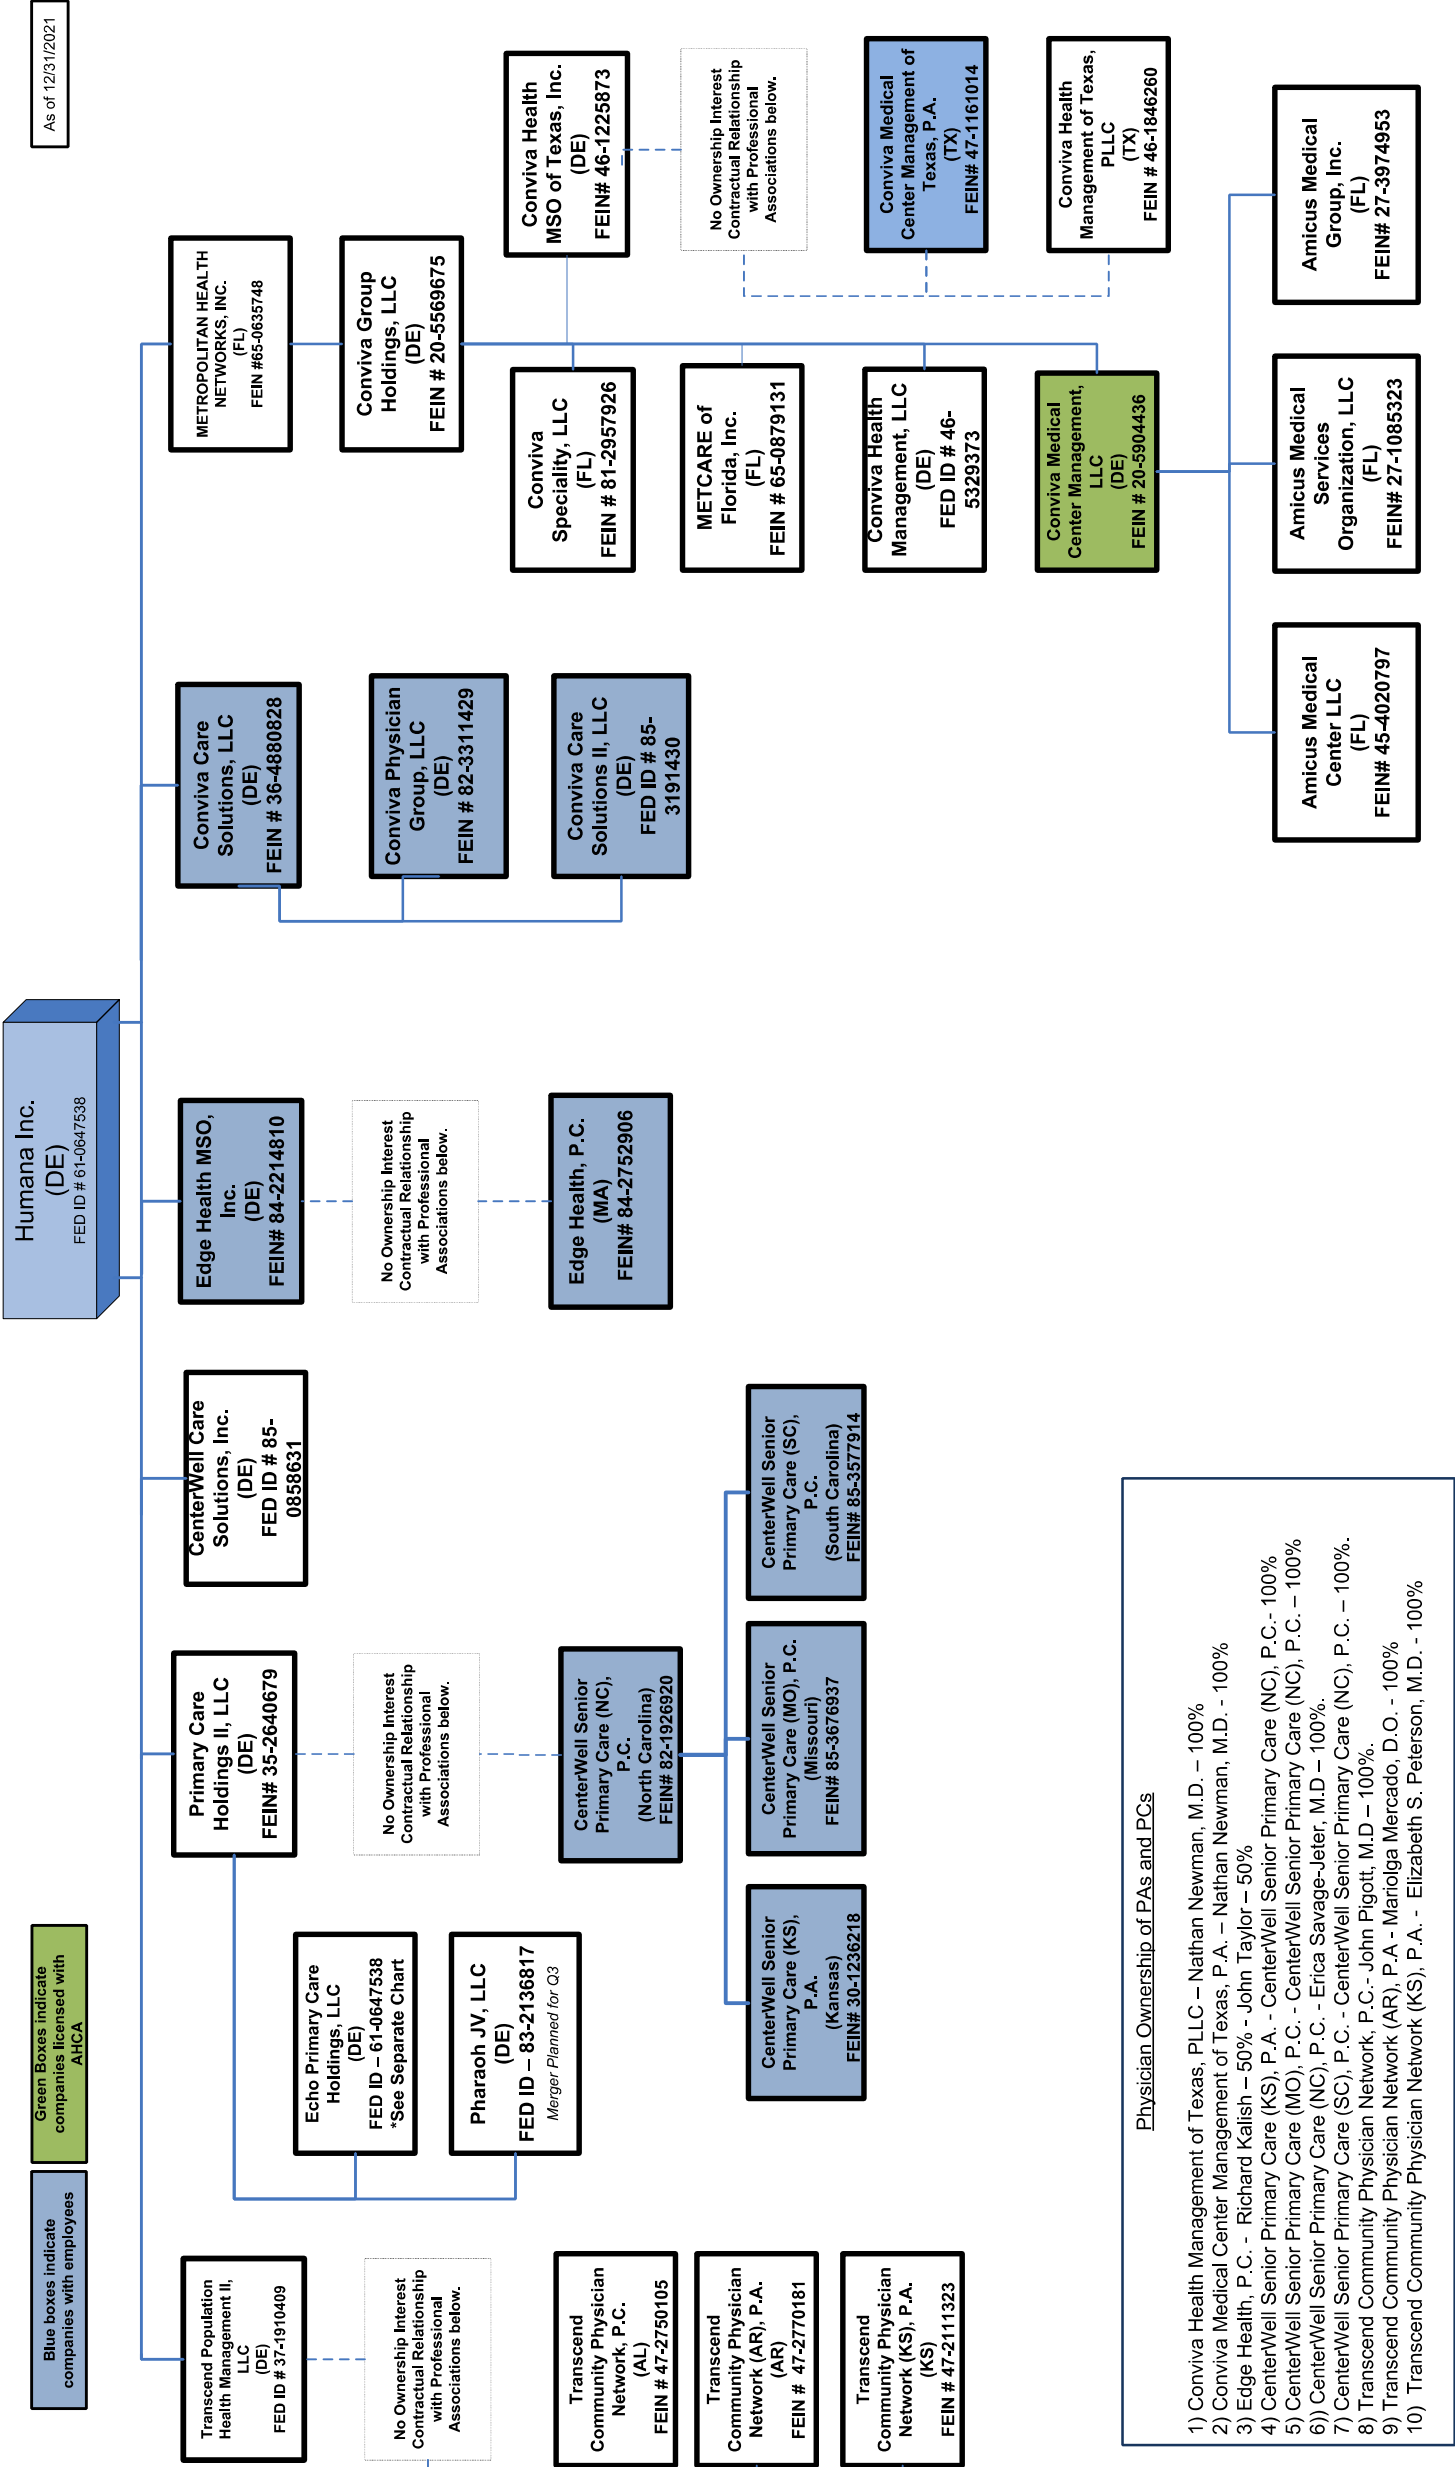 As of 12/31/2021
Humana Inc.
(DE)
FED ID # 61-0647538
Blue boxes indicate
companies with employees
Green Boxes indicate
companies licensed with
AHCA
Transcend Population
Health Management II,
LLC
(DE)
FED ID # 37-1910409
Primary Care
Holdings II, LLC
(DE)
FEIN# 35-2640679
CenterWell Care
Solutions, Inc.
(DE)
FED ID # 85-
0858631
Edge Health MSO,
Inc.
(DE)
FEIN# 84-2214810
Conviva Care
Solutions, LLC
(DE)
FEIN # 36-4880828
METROPOLITAN HEALTH
NETWORKS, INC.
(FL)
FEIN #65-0635748
No Ownership Interest
Contractual Relationship
with Professional
Associations below.
Transcend
Community Physician
Network, P.C.
(AL)
FEIN # 47-2750105
Transcend
Community Physician
Network (AR), P.A.
(AR)
FEIN # 47-2770181
Transcend
Community Physician
Network (KS), P.A.
(KS)
FEIN # 47-2111323
Echo Primary Care
Holdings, LLC
(DE)
FED ID – 61-0647538
*See Separate Chart
Pharaoh JV, LLC
(DE)
FED ID – 83-2136817
Merger Planned for Q3
No Ownership Interest
Contractual Relationship
with Professional
Associations below.
CenterWell Senior
Primary Care (NC),
P.C.
(North Carolina)
FEIN# 82-1926920
CenterWell Senior
Primary Care (KS),
P.A.
(Kansas)
FEIN# 30-1236218
CenterWell Senior
Primary Care (MO), P.C.
(Missouri)
FEIN# 85-3676937
CenterWell Senior
Primary Care (SC),
P.C.
(South Carolina)
FEIN# 85-3577914
No Ownership Interest
Contractual Relationship
with Professional
Associations below.
Edge Health, P.C.
(MA)
FEIN# 84-2752906
Conviva Physician
Group, LLC
(DE)
FEIN # 82-3311429
Conviva Care
Solutions II, LLC
(DE)
FED ID # 85-
3191430
Conviva Group
Holdings, LLC
(DE)
FEIN # 20-5569675
Conviva
Speciality, LLC
(FL)
FEIN # 81-2957926
Conviva Health
MSO of Texas, Inc.
(DE)
FEIN# 46-1225873
METCARE of
Florida, Inc.
(FL)
FEIN # 65-0879131
No Ownership Interest
Contractual Relationship
with Professional
Associations below.
Conviva Health
Management, LLC
(DE)
FED ID # 46-
5329373
Conviva Medical
Center Management of
Texas, P.A.
(TX)
FEIN# 47-1161014
Conviva Medical
Center Management,
LLC
(DE)
FEIN # 20-5904436
Conviva Health
Management of Texas,
PLLC
(TX)
FEIN # 46-1846260
Amicus Medical
Center LLC
(FL)
FEIN# 45-4020797
Amicus Medical
Services
Organization, LLC
(FL)
FEIN# 27-1085323
Amicus Medical
Group, Inc.
(FL)
FEIN# 27-3974953
Physician Ownership of PAs and PCs
1) Conviva Health Management of Texas, PLLC – Nathan Newman, M.D. – 100%
2) Conviva Medical Center Management of Texas, P.A. – Nathan Newman, M.D. - 100%
3) Edge Health, P.C. - Richard Kalish – 50% - John Taylor – 50%
4) CenterWell Senior Primary Care (KS), P.A. - CenterWell Senior Primary Care (NC), P.C.- 100%
5) CenterWell Senior Primary Care (MO), P.C. - CenterWell Senior Primary Care (NC), P.C. – 100%
6)) CenterWell Senior Primary Care (NC), P.C. - Erica Savage-Jeter, M.D – 100%.
7) CenterWell Senior Primary Care (SC), P.C. - CenterWell Senior Primary Care (NC), P.C. – 100%.
8) Transcend Community Physician Network, P.C.- John Pigott, M.D – 100%.
9) Transcend Community Physician Network (AR), P.A - Mariolga Mercado, D.O. - 100%
10) Transcend Community Physician Network (KS), P.A. - Elizabeth S. Peterson, M.D. - 100%